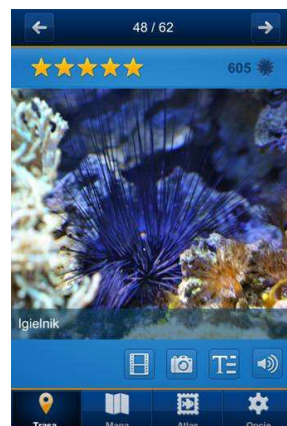 48 / 62
605
Igielnik
T
Trasa
Mapa
Atlas
Opcje